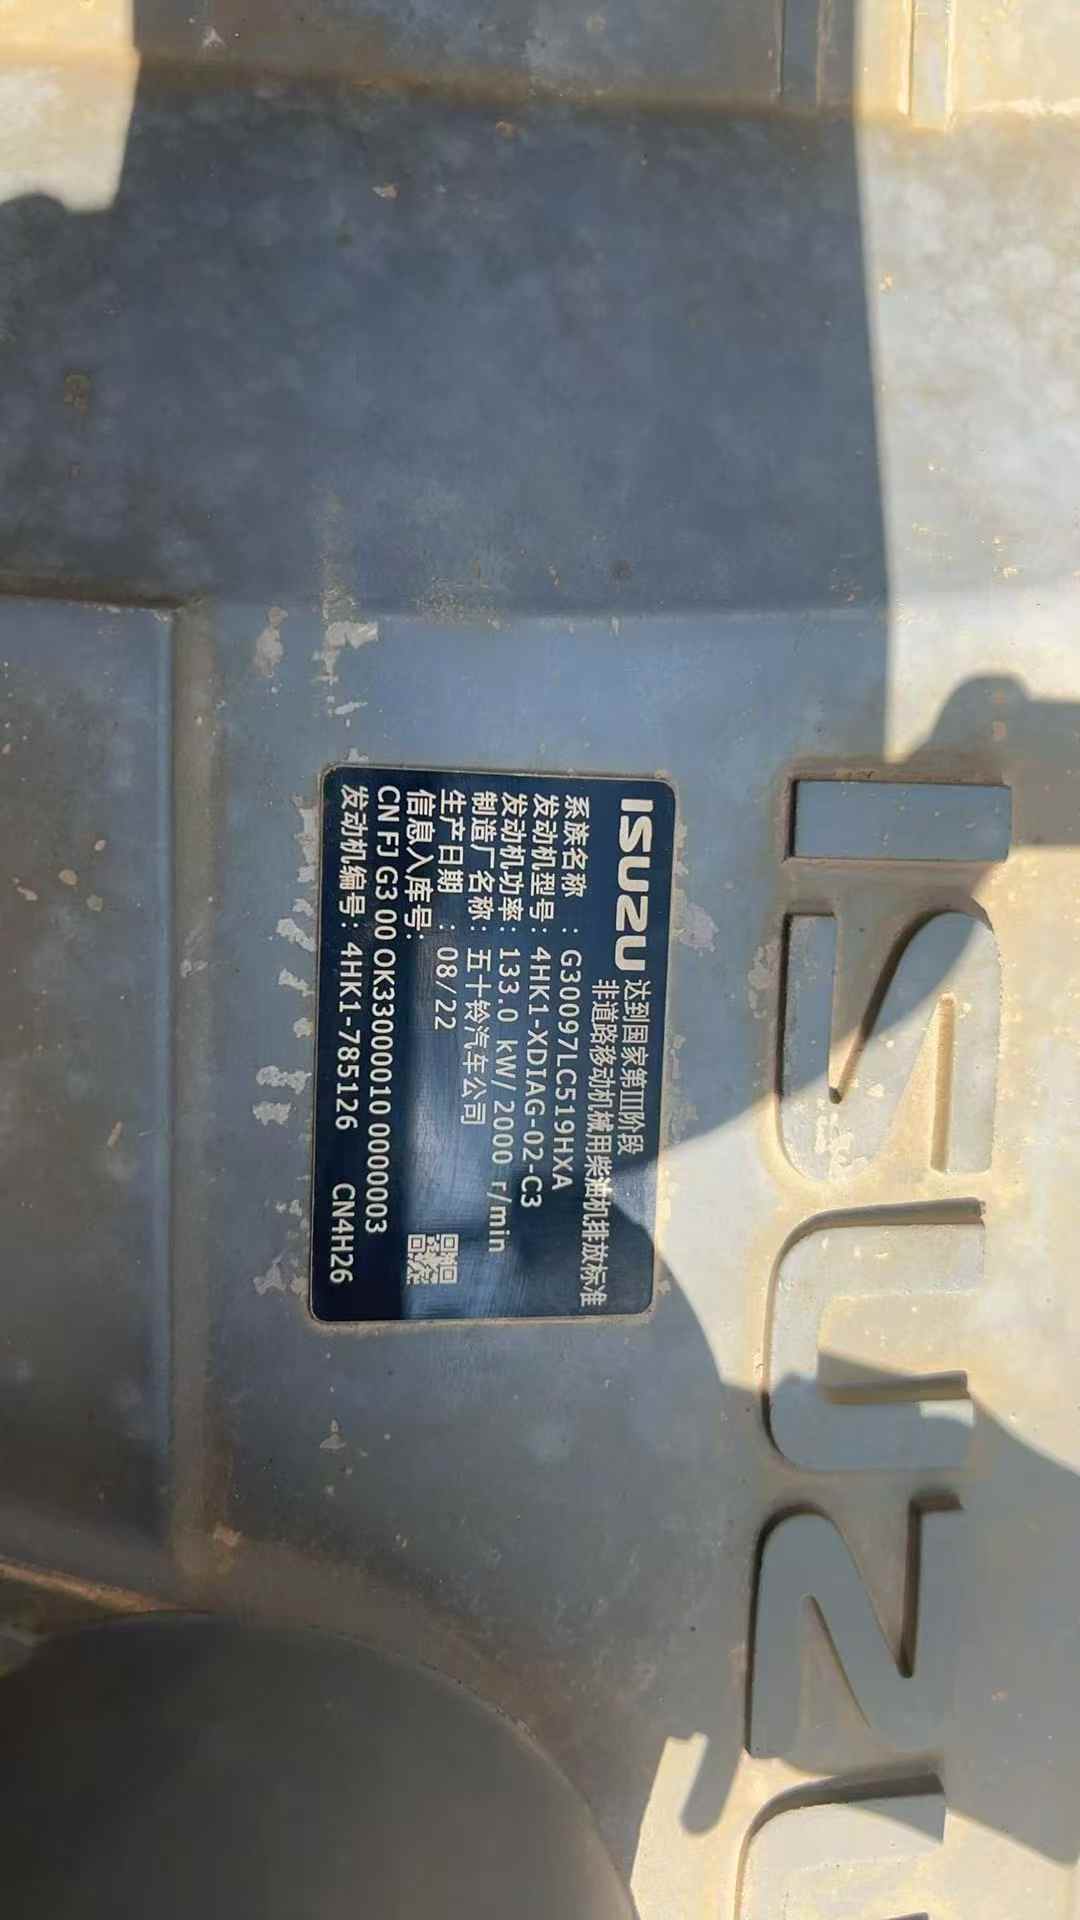 ISUZU
达到国家第III阶段
非道路移动机械用柴油机排放标准
系族名称 : G30097LC519HXA
发动机型号: 4HK1-XDIAG-02-C3
发动机功率: 133.0 kW/ 2000 r/min
制造厂名称: 五十铃汽车公司
生产日期 : 08/22
信息入库号:
CN FJ G3 00 OK33000010 0000003
发动机编号: 4HK1-785126 CN4H26
ISUZU